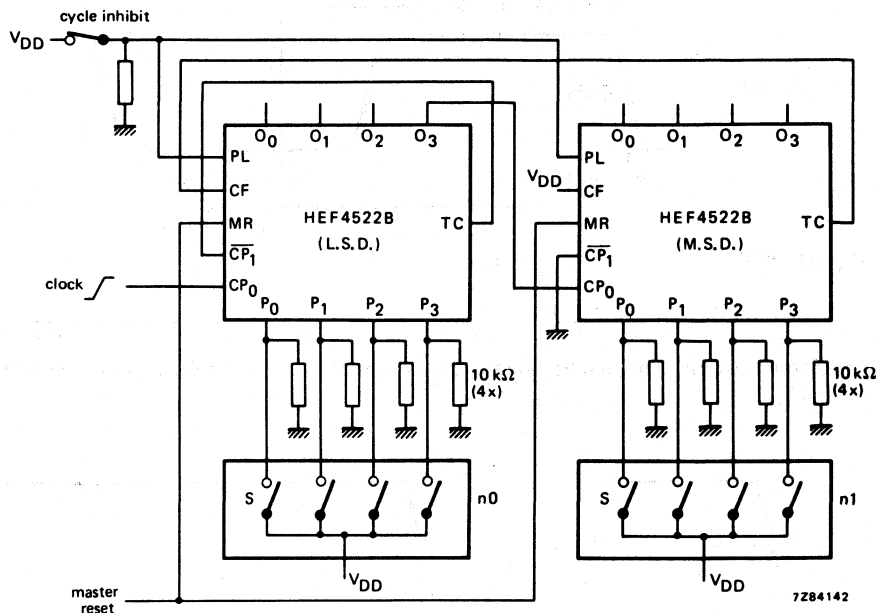 cycle inhibit
VDD
O0 O1 O2 O3
O0 O1 O2 O3
PL
CF
MR
CP1
CP0
HEF4522B
(L.S.D.)
TC
P0 P1 P2 P3
VDD
PL
CF
MR
CP1
CP0
HEF4522B
(M.S.D.)
TC
P0 P1 P2 P3
clock
10 kΩ
(4x)
10 kΩ
(4x)
S
n0
VDD
S
n1
VDD
master
reset
7Z84142